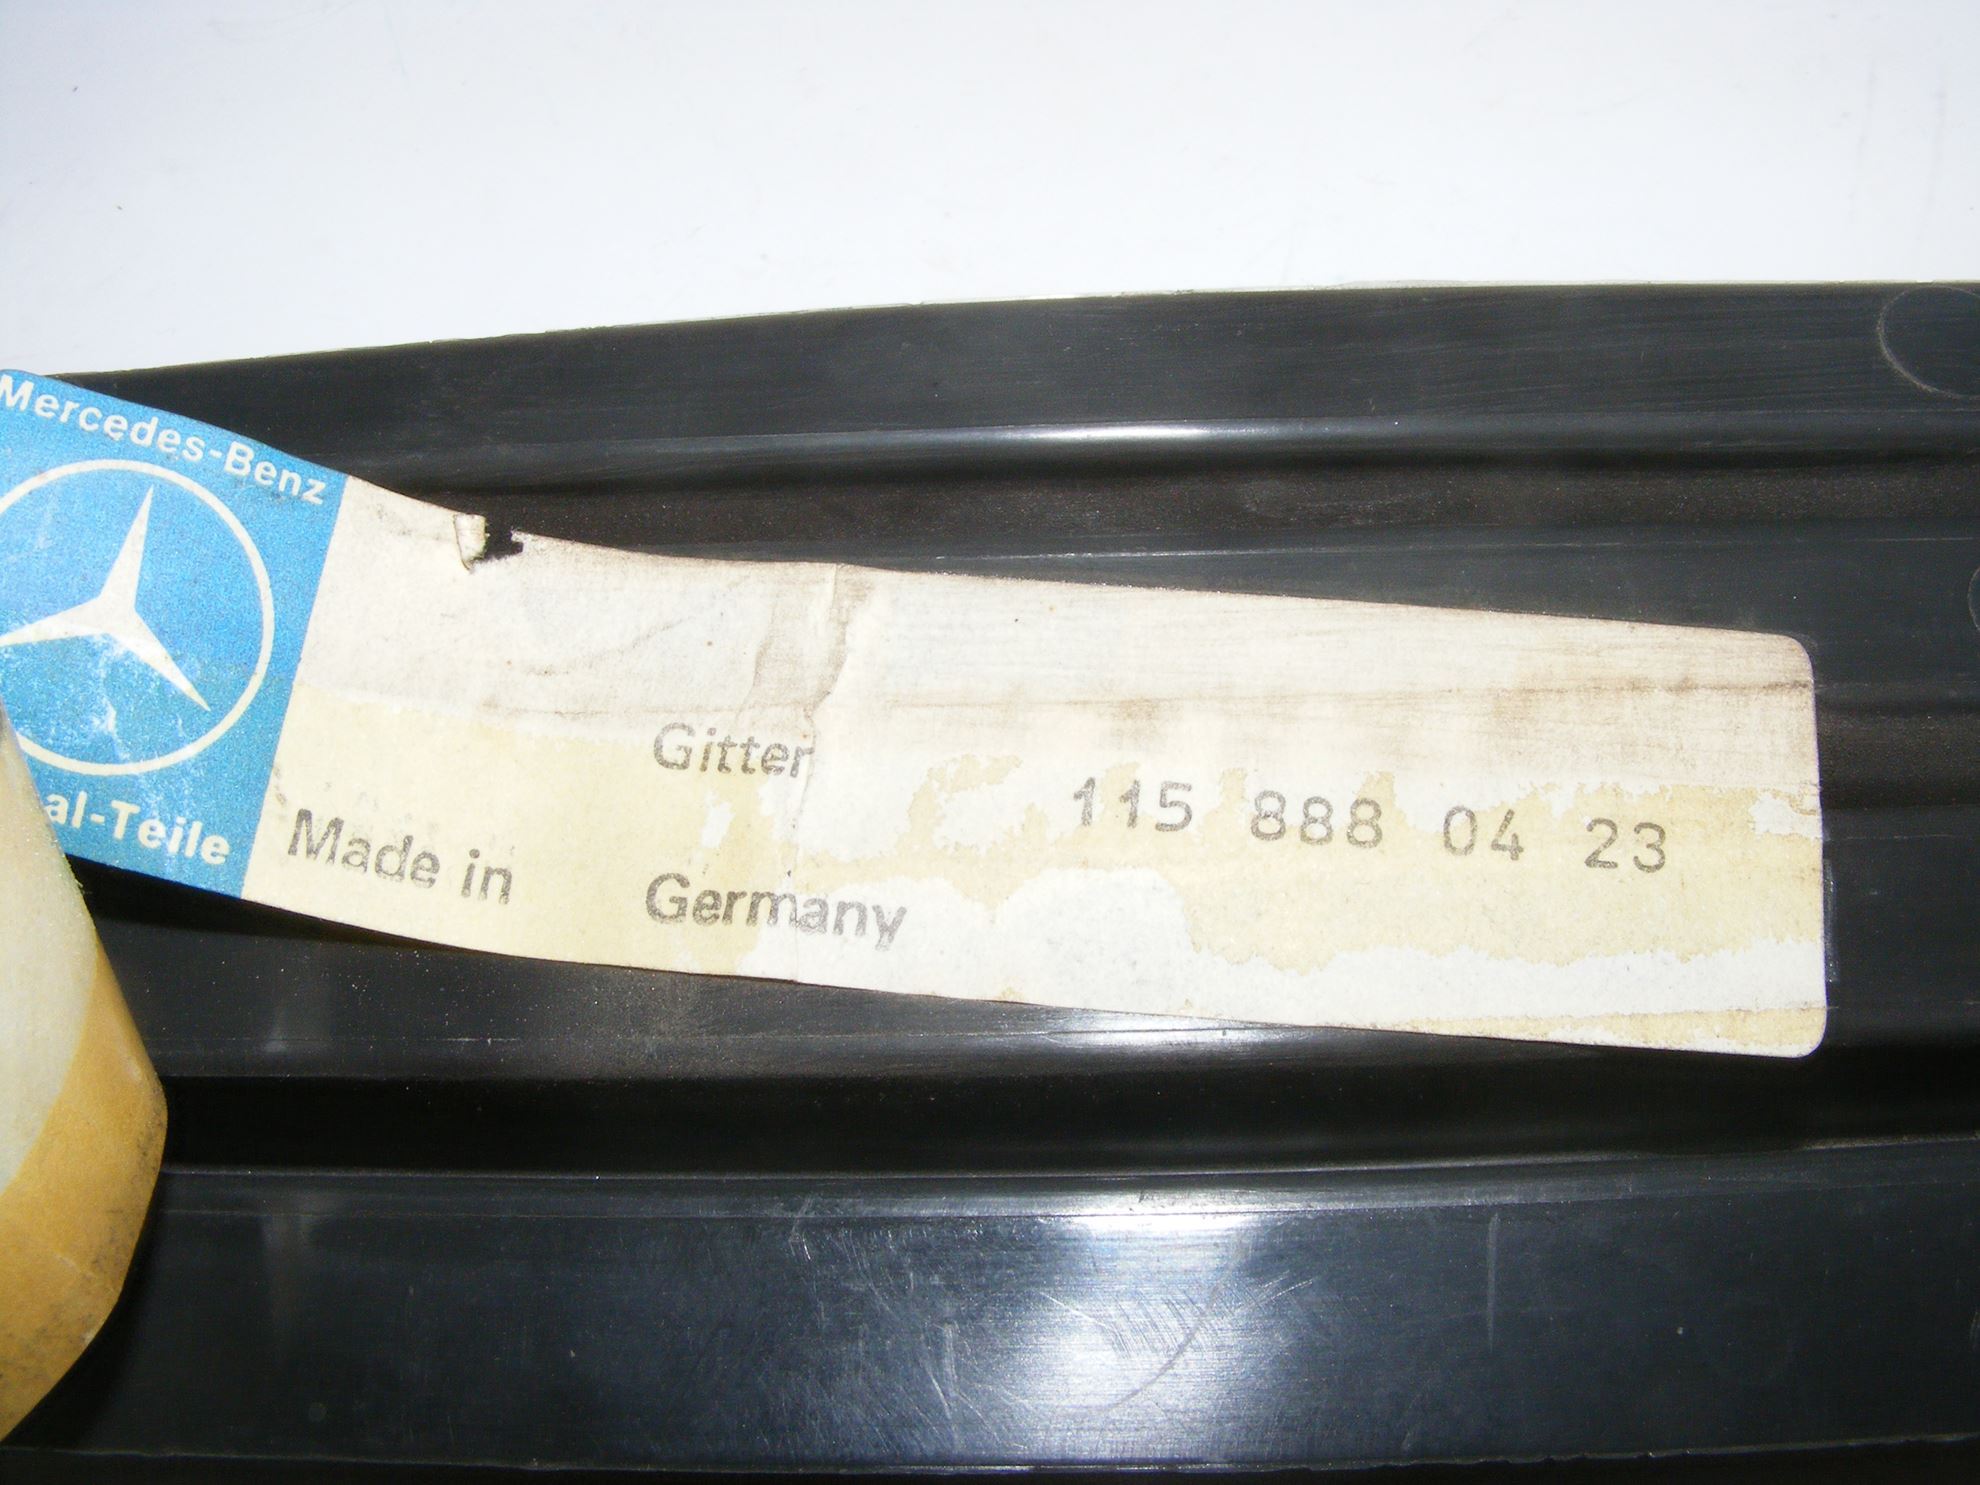 Mercedes-Benz
al-Teile
Gitter
115 888 04 23
Made in Germany